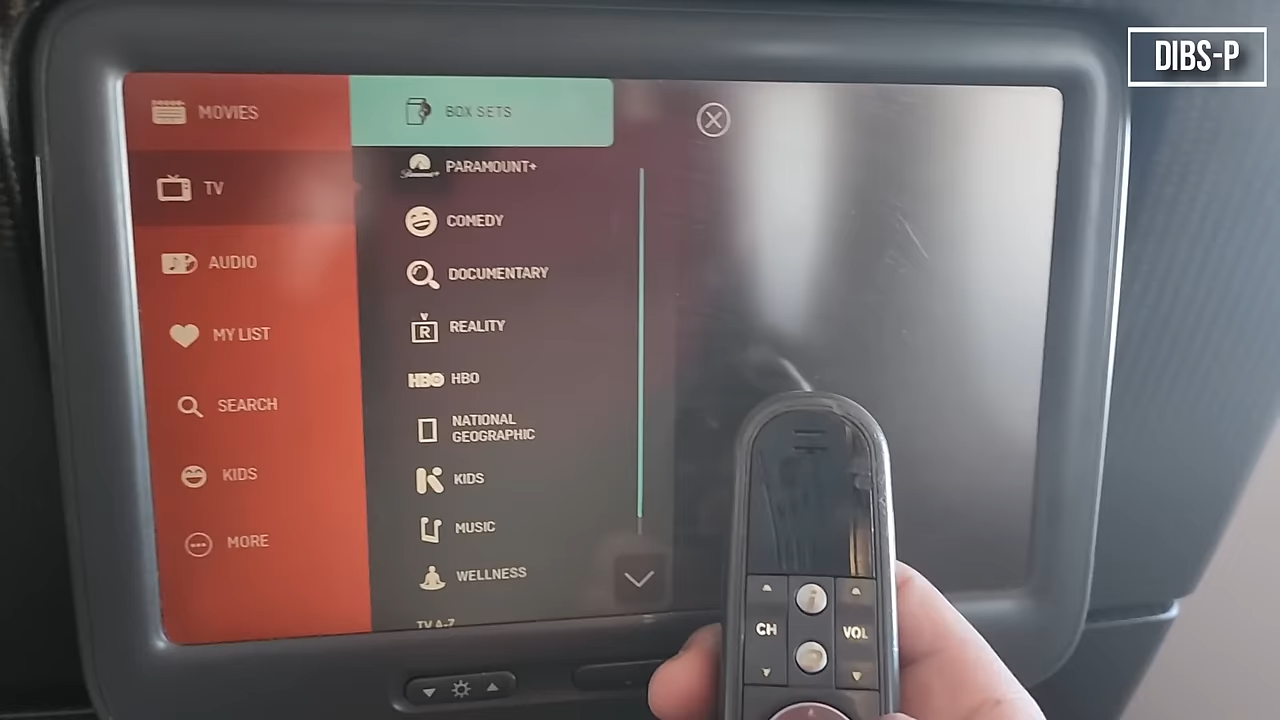 DIBS-P
MOVIES
TV
AUDIO
MY LIST
SEARCH
KIDS
MORE
BOX SETS
PARAMOUNT+
COMEDY
DOCUMENTARY
R
REALITY
HBO HBO
NATIONAL
GEOGRAPHIC
KIDS
MUSIC
WELLNESS
TV A-Z
i
CH
VOL